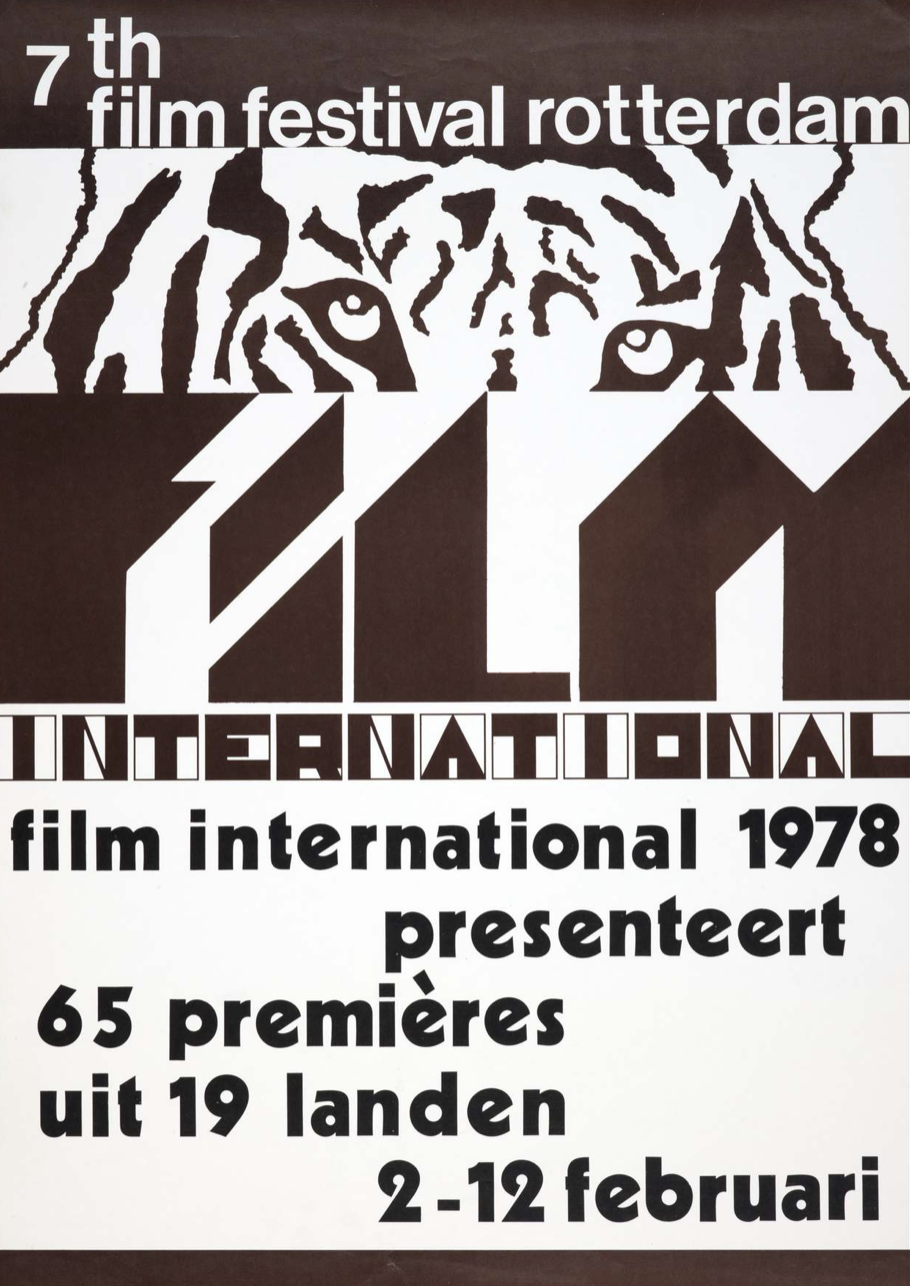 7th
film festival rotterdam
FILM
INTERNATIONAL
film international 1978
presenteert
65 premières
uit 19 landen
2-12 februari